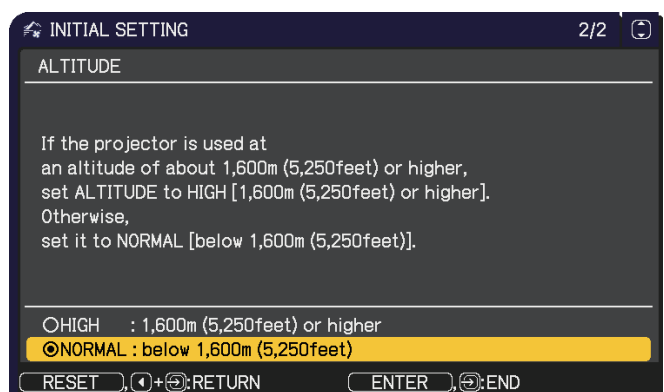 INITIAL SETTING 2/2
ALTITUDE
If the projector is used at
an altitude of about 1,600m (5,250feet) or higher,
set ALTITUDE to HIGH [1,600m (5,250feet) or higher].
Otherwise,
set it to NORMAL [below 1,600m (5,250feet)].
HIGH : 1,600m (5,250feet) or higher
NORMAL : below 1,600m (5,250feet)
RESET , + :RETURN ENTER , :END